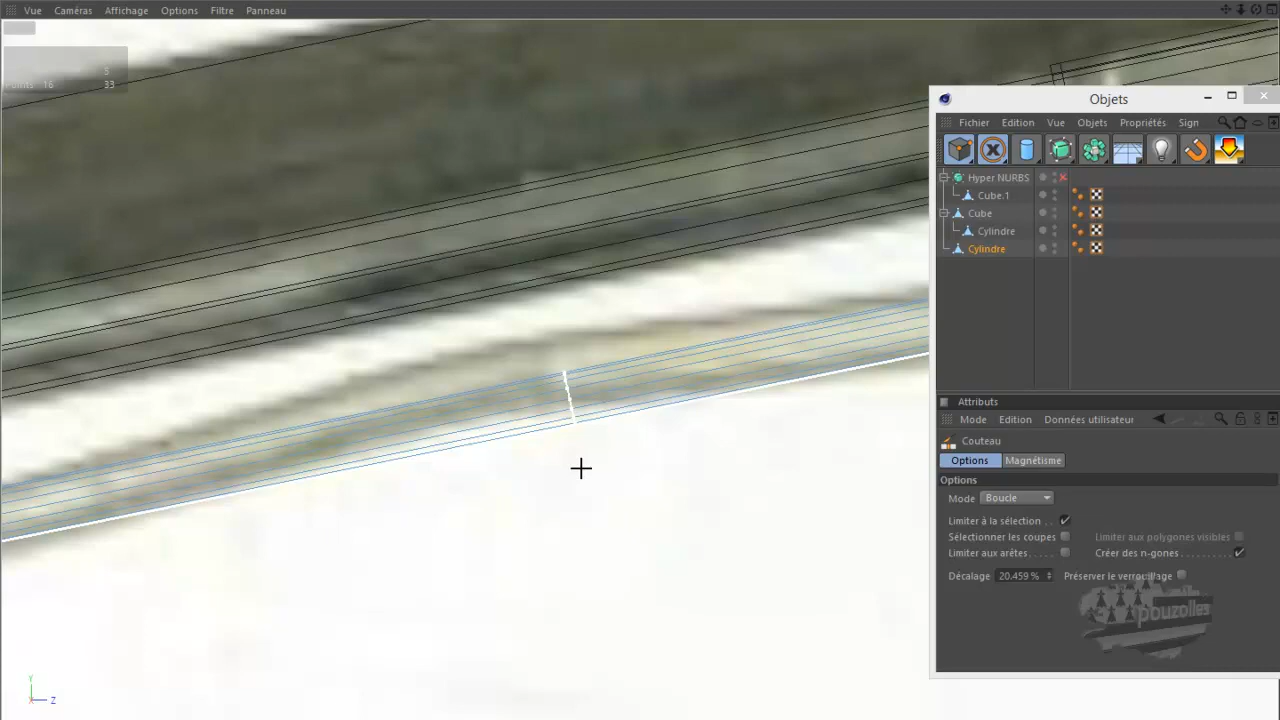 Vue Caméras Affichage Options Filtre Panneau
S
Points 16 33
Objets
Fichier Edition Vue Objets Propriétés Sign
Hyper NURBS
Cube.1
Cube
Cylindre
Cylindre
Attributs
Mode Edition Données utilisateur
Couteau
Options Magnétisme
Options
Mode Boucle
Limiter à la sélection . .
Sélectionner les coupes Limiter aux polygones visibles
Limiter aux arêtes . . . . . Créer des n-gones . . . . . . . . . .
Décalage 20.459 % Préserver le verrouillage
pouzolles
Y
X Z